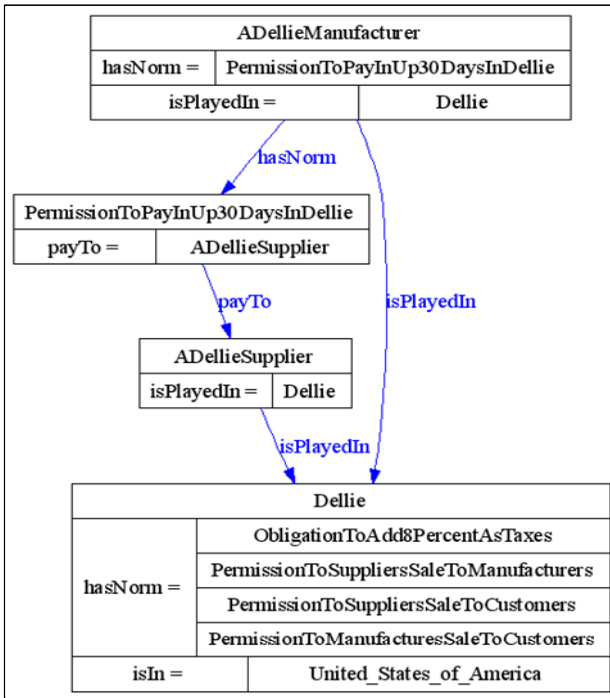 ADellieManufacturer
hasNorm = PermissionToPayInUp30DaysInDellie
isPlayedIn = Dellie
hasNorm
PermissionToPayInUp30DaysInDellie
payTo = ADellieSupplier
payTo
isPlayedIn
ADellieSupplier
isPlayedIn = Dellie
isPlayedIn
Dellie
hasNorm =
ObligationToAdd8PercentAsTaxes
PermissionToSuppliersSaleToManufacturers
PermissionToSuppliersSaleToCustomers
PermissionToManufacturesSaleToCustomers
isIn = United_States_of_America